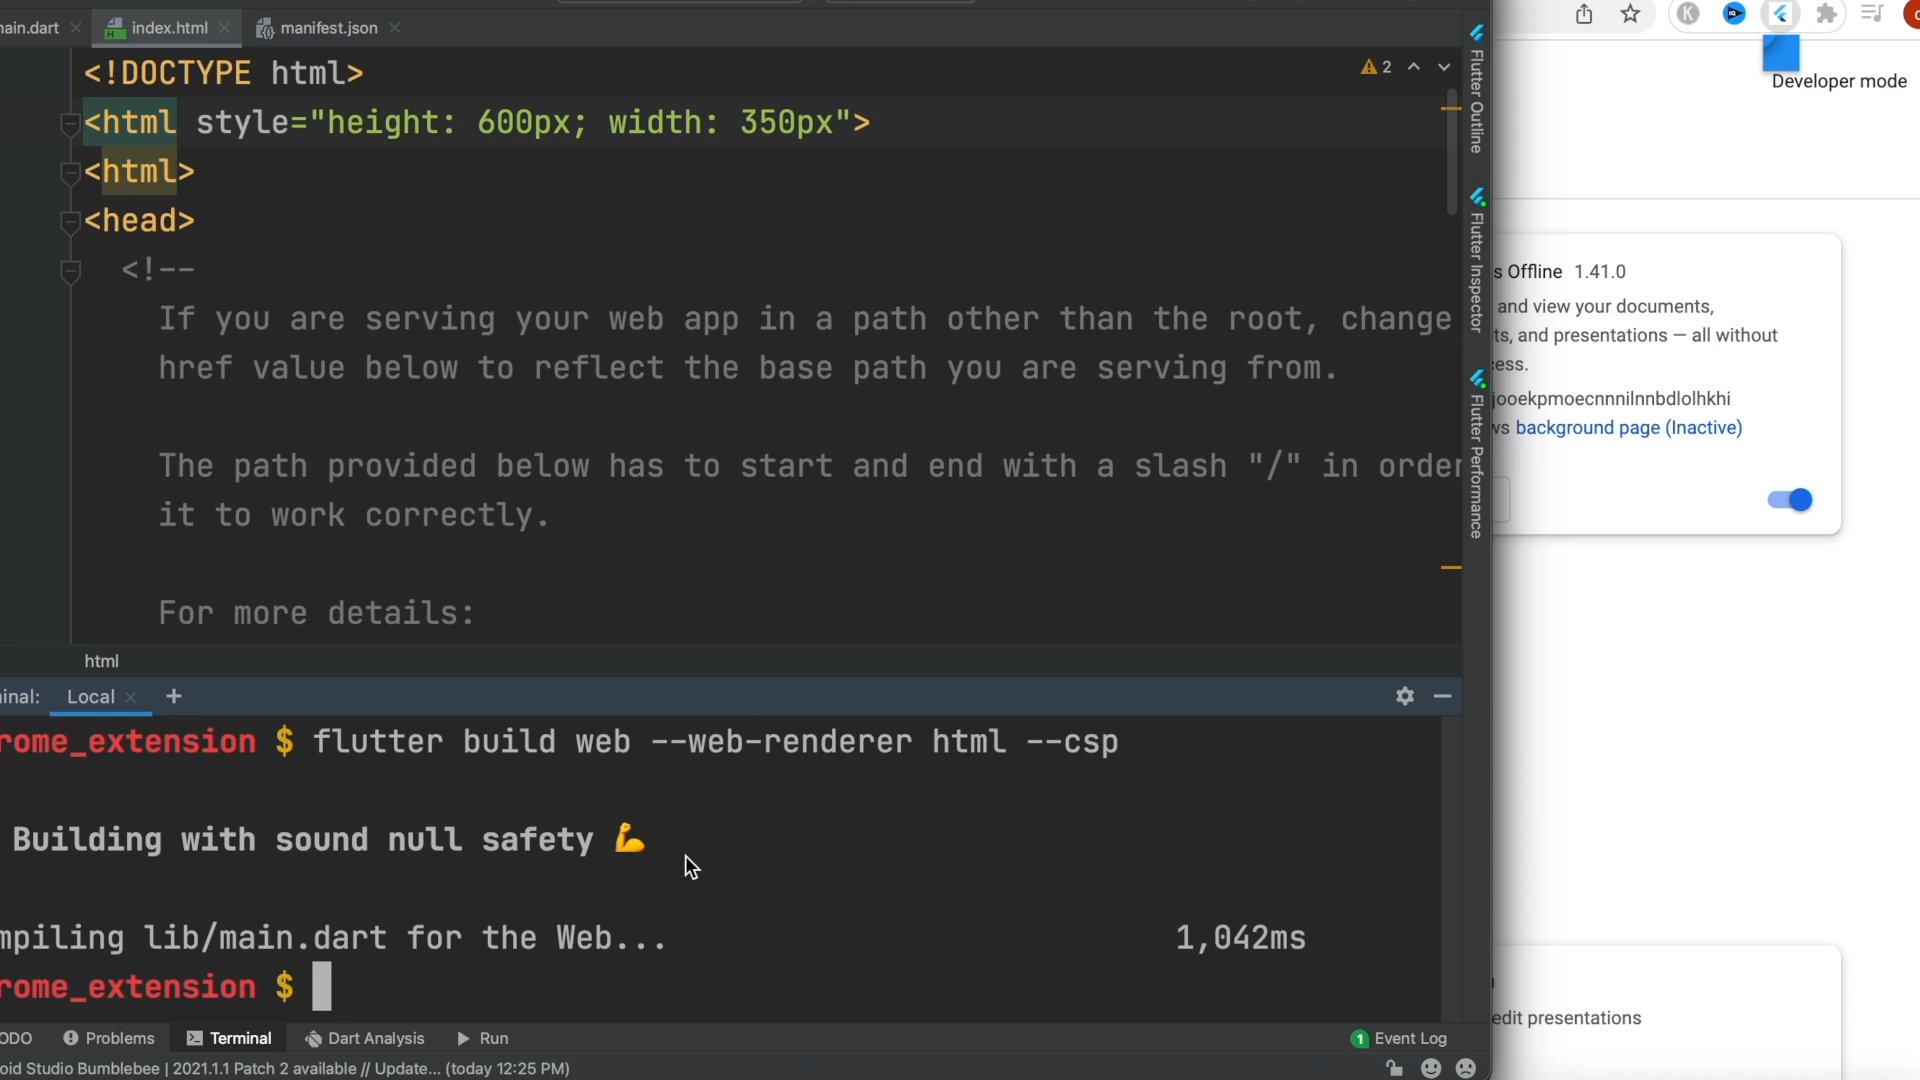 main.dart
index.html
manifest.json
<!DOCTYPE html>
<html style="height: 600px; width: 350px">
<html>
<head>
<!--
If you are serving your web app in a path other than the root, change
href value below to reflect the base path you are serving from.
The path provided below has to start and end with a slash "/" in order
it to work correctly.
For more details:
2
html
Flutter Outline
Flutter Inspector
Flutter Performance
inal:
Local
rome_extension $ flutter build web --web-renderer html --csp
Building with sound null safety 💪
mpiling lib/main.dart for the Web... 1,042ms
rome_extension $
ODO
Problems
Terminal
Dart Analysis
Run
1 Event Log
oid Studio Bumblebee | 2021.1.1 Patch 2 available // Update... (today 12:25 PM)
K
Developer mode
s Offline 1.41.0
and view your documents,
ts, and presentations — all without
cess.
jooekpmoecnnnilnnbdlolhkhi
ws background page (Inactive)
edit presentations